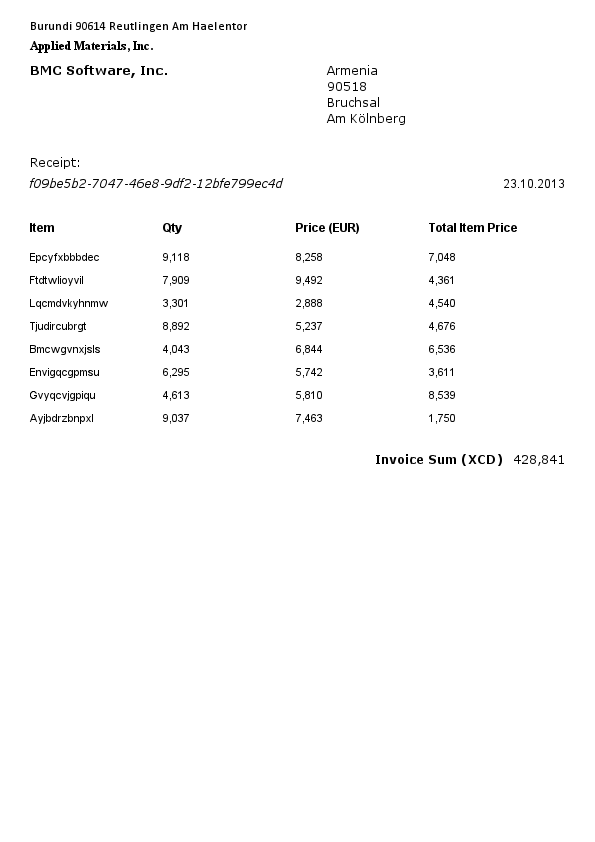 Burundi 90614 Reutlingen Am Haelentor
Applied Materials, Inc.
BMC Software, Inc.
Armenia
90518
Bruchsal
Am Kölnberg
Receipt:
f09be5b2-7047-46e8-9df2-12bfe799ec4d 23.10.2013
Item Qty Price (EUR) Total Item Price
Epcyfxbbbdec 9,118 8,258 7,048
Ftdtwlioyvil 7,909 9,492 4,361
Lqcmdvkyhnmw 3,301 2,888 4,540
Tjudircubrgt 8,892 5,237 4,676
Bmcwgvnxjsls 4,043 6,844 6,536
Envigqcgpmsu 6,295 5,742 3,611
Gvyqcvjgpiqu 4,613 5,810 8,539
Ayjbdrzbnpxl 9,037 7,463 1,750
Invoice Sum (XCD) 428,841